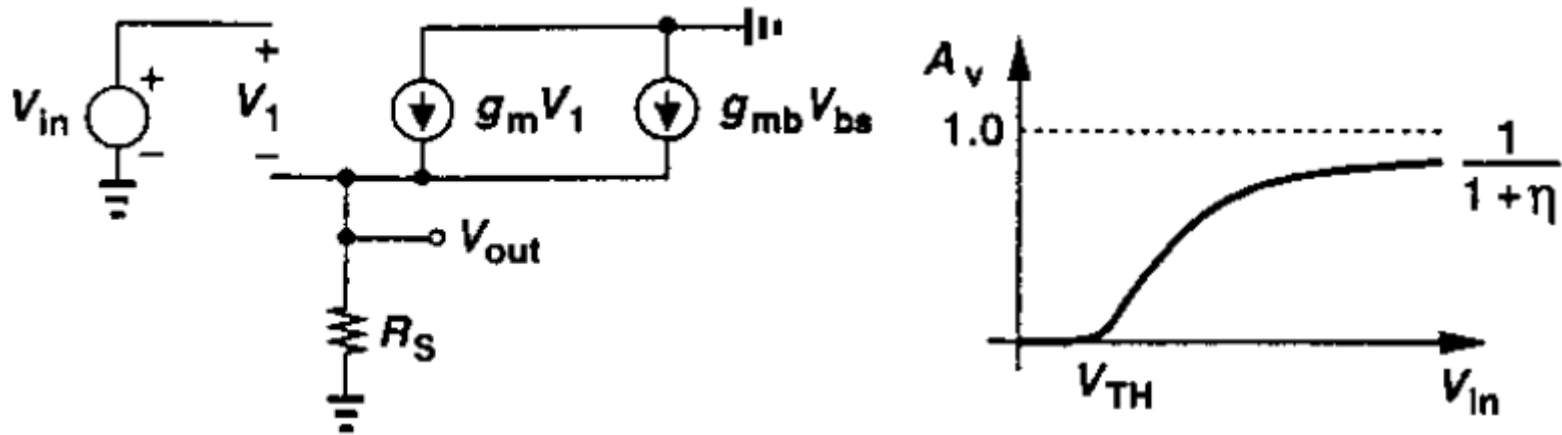 V_in
+
−
+
V_1
−
g_m V_1
g_mb V_bs
V_out
R_S
A_v
1.0
1
1 + η
V_TH
V_in